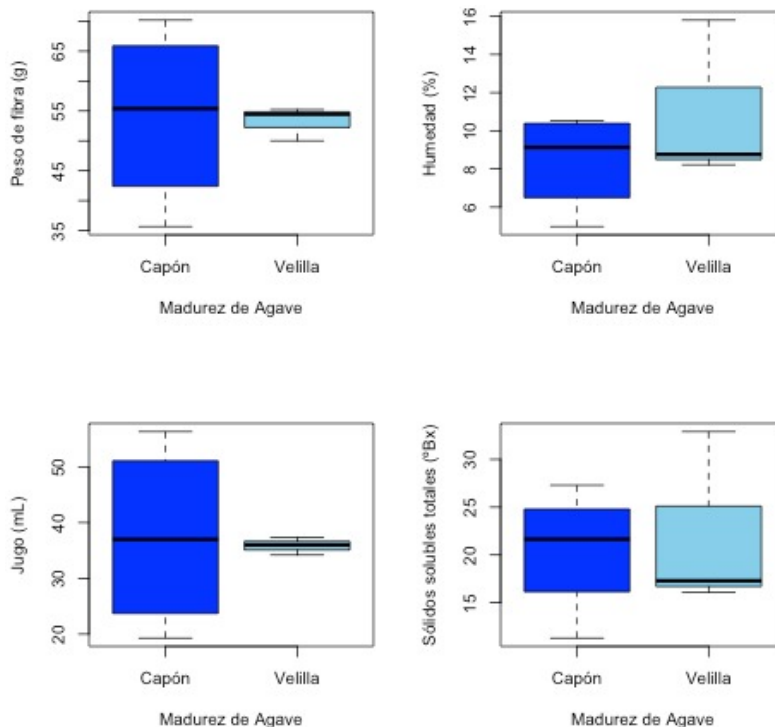 Peso de fibra (g)
65
55
45
35
Capón Velilla
Madurez de Agave
Humedad (%)
16
14
12
10
8
6
Capón Velilla
Madurez de Agave
Jugo (mL)
50
40
30
20
Capón Velilla
Madurez de Agave
Sólidos solubles totales (ºBx)
30
25
20
15
Capón Velilla
Madurez de Agave